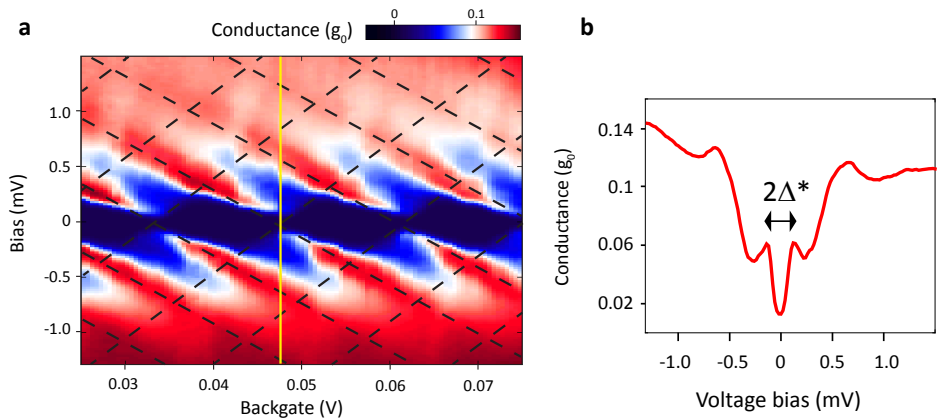 a
Conductance (g0)
0
0.1
Bias (mV)
1.0
0.5
0
-0.5
-1.0
0.03
0.04
0.05
0.06
0.07
Backgate (V)
b
Conductance (g0)
0.14
0.1
0.06
0.02
2Δ*
-1.0
-0.5
0
0.5
1.0
Voltage bias (mV)